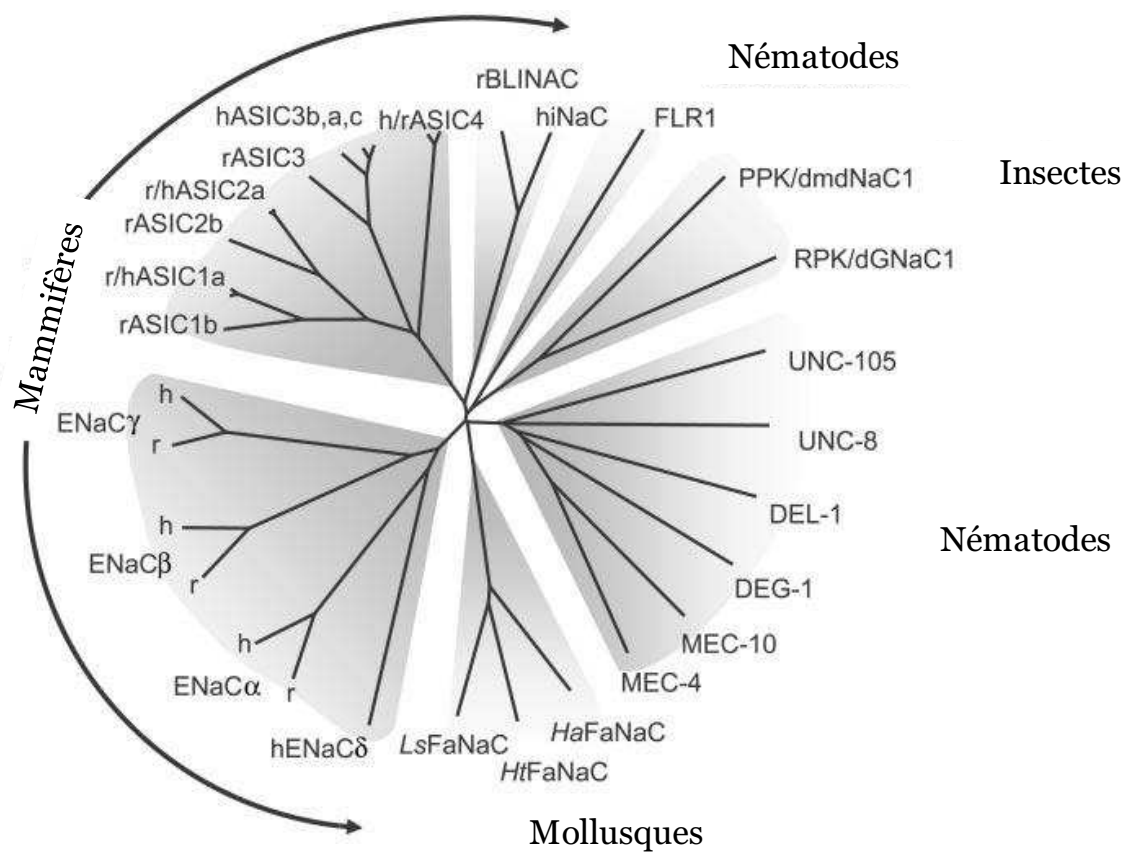 Nématodes
rBLINAC
hASIC3b,a,c
h/rASIC4
hiNaC
FLR1
rASIC3
PPK/dmdNaC1
Insectes
r/hASIC2a
rASIC2b
RPK/dGNaC1
r/hASIC1a
Mammifères
rASIC1b
UNC-105
h
ENaCγ
r
UNC-8
DEL-1
h
Nématodes
ENaCβ
r
DEG-1
h
MEC-10
ENaCα
r
MEC-4
hENaCδ
LsFaNaC
HaFaNaC
HtFaNaC
Mollusques